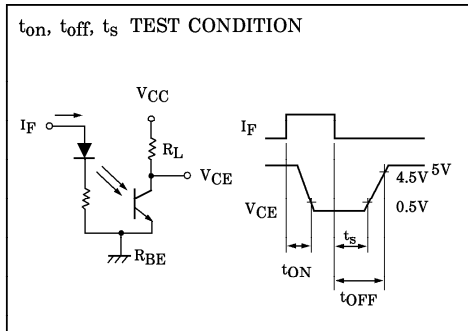 ton, toff, ts TEST CONDITION
IF
VCC
RL
VCE
RBE
IF
VCE
5V
4.5V
0.5V
ts
tON
tOFF